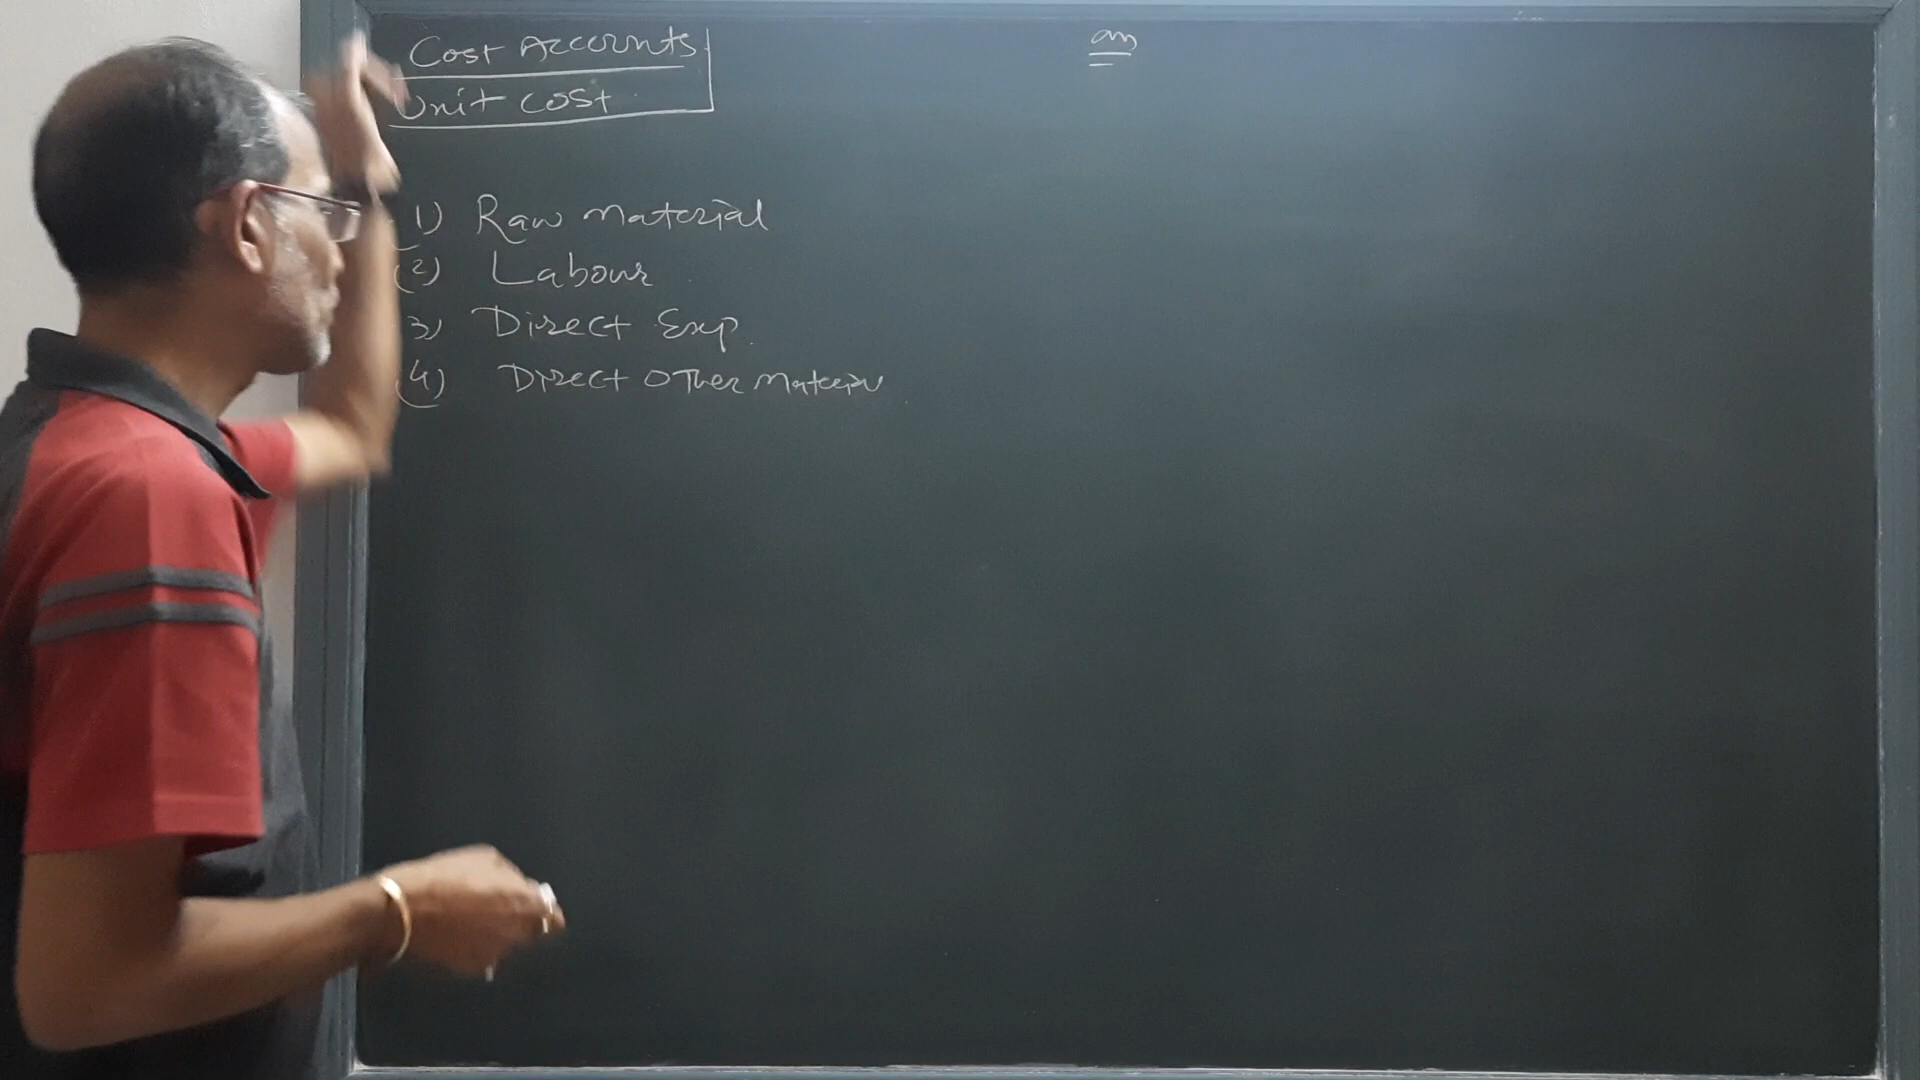 Cost Accounts
Unit cost
(1) Raw Material
(2) Labour
3) Direct Exp.
(4) Direct Other Material